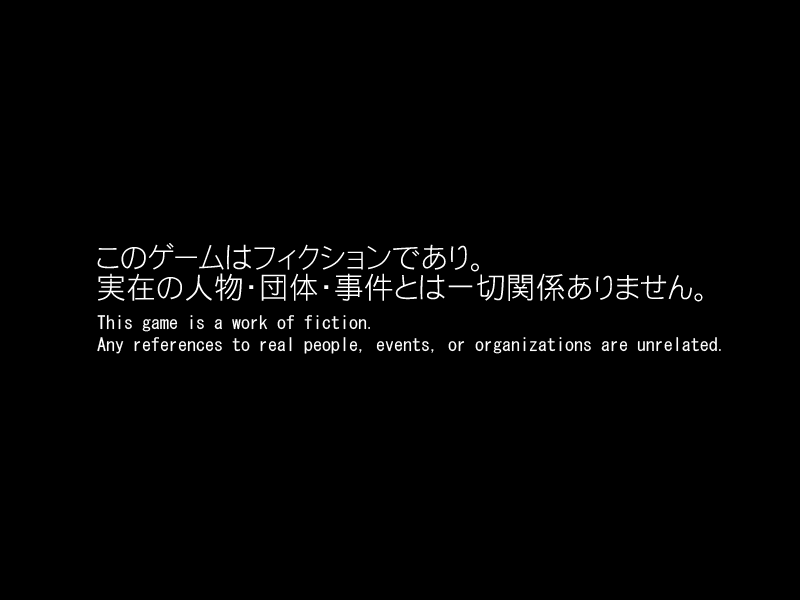 このゲームはフィクションであり。
実在の人物・団体・事件とは一切関係ありません。
This game is a work of fiction.
Any references to real people, events, or organizations are unrelated.